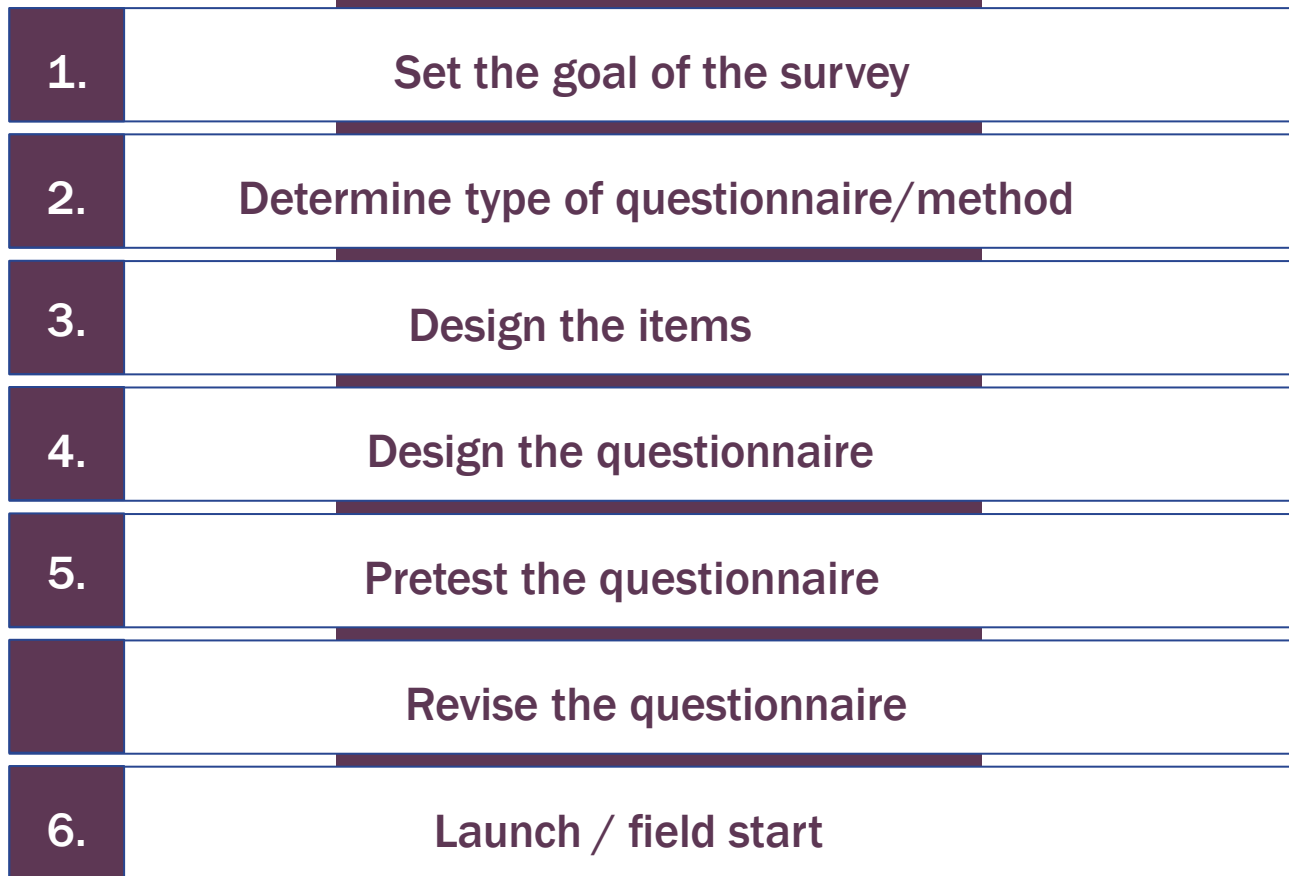 1. Set the goal of the survey
2. Determine type of questionnaire/method
3. Design the items
4. Design the questionnaire
5. Pretest the questionnaire
Revise the questionnaire
6. Launch / field start